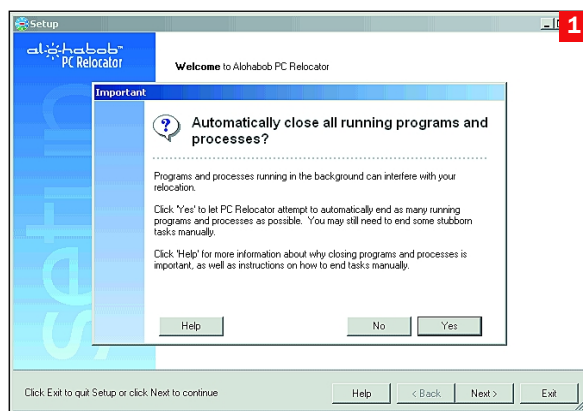 Setup
1
alohabob™
PC Relocator
Welcome to Alohabob PC Relocator
Setup
Important
Automatically close all running programs and
processes?
Programs and processes running in the background can interfere with your
relocation.
Click 'Yes' to let PC Relocator attempt to automatically end as many running
programs and processes as possible. You may still need to end some stubborn
tasks manually.
Click 'Help' for more information about why closing programs and processes is
important, as well as instructions on how to end tasks manually.
Help
No
Yes
Click Exit to quit Setup or click Next to continue
Help
< Back
Next >
Exit